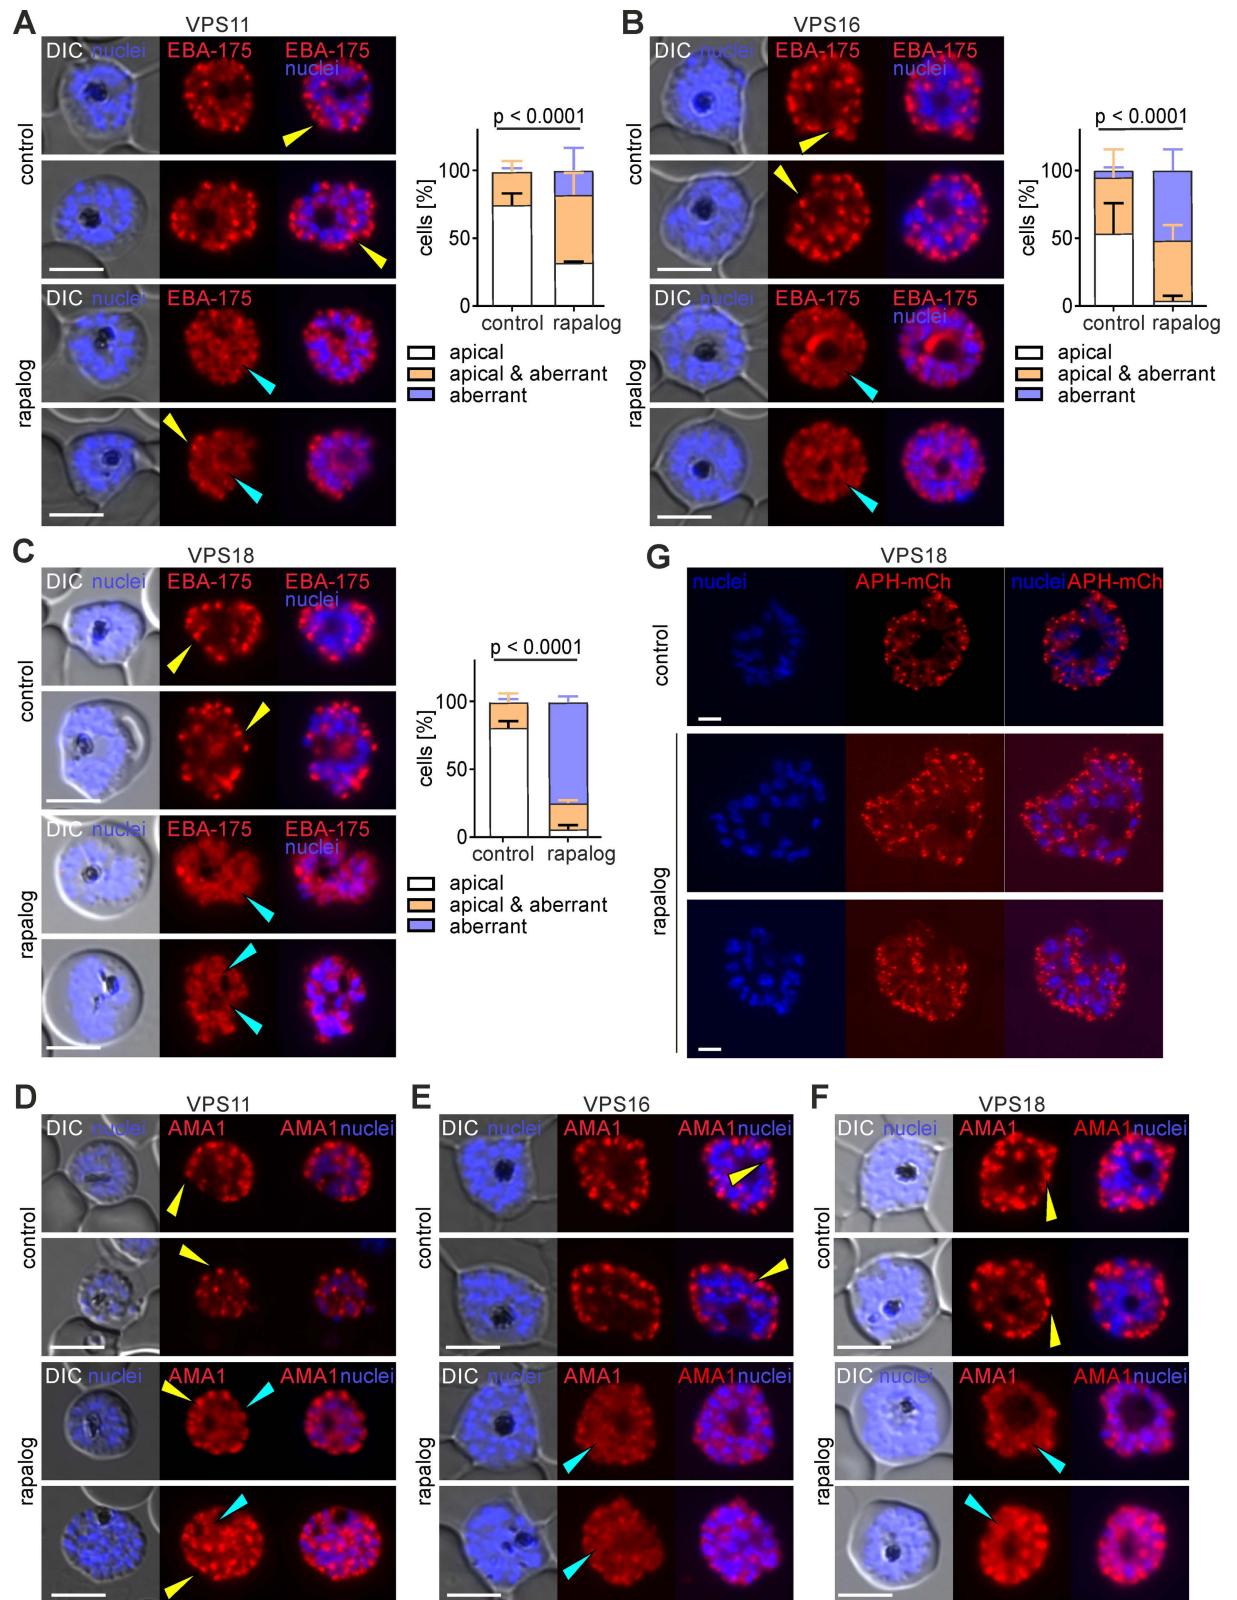 A
VPS11
DIC nuclei EBA-175 EBA-175
nuclei
control
DIC nuclei EBA-175 EBA-175
rapalog
p < 0.0001
100
50
0
cells [%]
control rapalog
apical
apical & aberrant
aberrant
B
VPS16
DIC nuclei EBA-175 EBA-175
nuclei
control
DIC nuclei EBA-175 EBA-175
nuclei
rapalog
p < 0.0001
100
50
0
cells [%]
control rapalog
apical
apical & aberrant
aberrant
C
VPS18
DIC nuclei EBA-175 EBA-175
nuclei
control
DIC nuclei EBA-175 EBA-175
nuclei
rapalog
p < 0.0001
100
50
0
cells [%]
control rapalog
apical
apical & aberrant
aberrant
G
VPS18
nuclei APH-mCh nuclei APH-mCh
control
rapalog
D
VPS11
DIC nuclei AMA1 AMA1 nuclei
control
DIC nuclei AMA1 AMA1 nuclei
rapalog
E
VPS16
DIC nuclei AMA1 AMA1 nuclei
control
DIC nuclei AMA1 AMA1 nuclei
rapalog
F
VPS18
DIC nuclei AMA1 AMA1 nuclei
control
DIC nuclei AMA1 AMA1 nuclei
rapalog